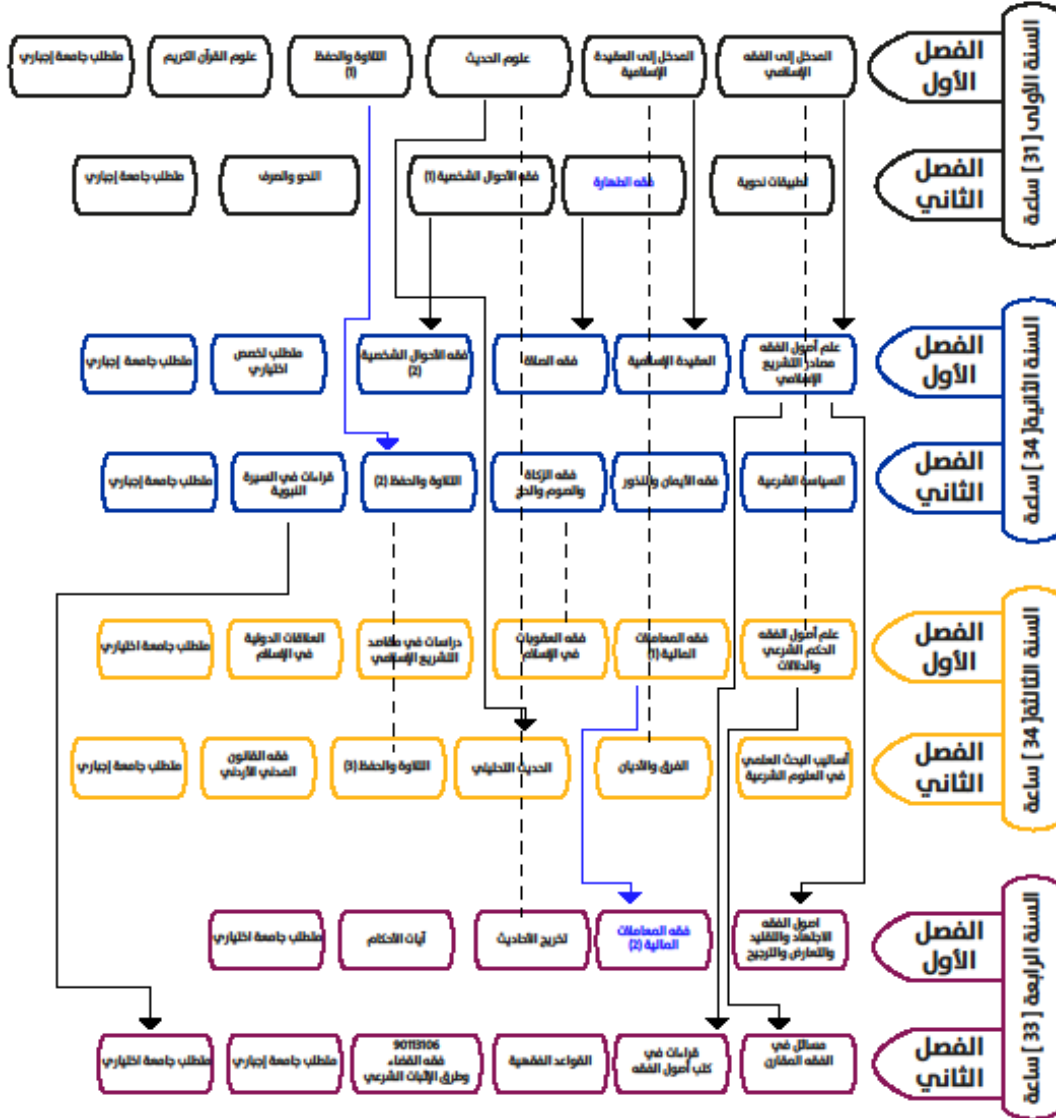 السنة الأولى [ 31 ] ساعة
الفصل
الأول
المدخل إلى الفقه
الإسلامي
المدخل إلى العقيدة
الإسلامية
علوم الحديث
التلاوة والحفظ
(1)
علوم القرآن الكريم
متطلب جامعة إجباري
الفصل
الثاني
تطبيقات نحوية
فقه الطهارة
فقه الأحوال الشخصية (1)
النحو والصرف
متطلب جامعة إجباري
السنة الثانية[ 34 ] ساعة
الفصل
الأول
علم أصول الفقه
مصادر التشريع
الإسلامي
العقيدة الإسلامية
فقه الصلاة
فقه الأحوال الشخصية
(2)
متطلب تخصص
اختياري
متطلب جامعة إجباري
الفصل
الثاني
السياسة الشرعية
فقه الأيمان والنذور
فقه الزكاة
والصوم والحج
التلاوة والحفظ (2)
قراءات في السيرة
النبوية
متطلب جامعة إجباري
السنة الثالثة[ 34 ] ساعة
الفصل
الأول
علم أصول الفقه
الحكم الشرعي
والدلالات
فقه المعاملات
المالية (1)
فقه العقوبات
في الإسلام
دراسات في مقاصد
التشريع الإسلامي
العلاقات الدولية
في الإسلام
متطلب جامعة اختياري
الفصل
الثاني
أساليب البحث العلمي
في العلوم الشرعية
الفرق والأديان
الحديث التحليلي
التلاوة والحفظ (3)
فقه القانون
المدني الأردني
متطلب جامعة إجباري
السنة الرابعة [ 33 ] ساعة
الفصل
الأول
اصول الفقه
الاجتهاد والتقليد
والتعارض والترجيح
فقه المعاملات
المالية (2)
تخريج الأحاديث
آيات الأحكام
متطلب جامعة اختياري
الفصل
الثاني
مسائل في
الفقه المقارن
قراءات في
كتب أصول الفقه
القواعد الفقهية
90113106
فقه القضاء
وطرق الإثبات الشرعي
متطلب جامعة إجباري
متطلب جامعة اختياري